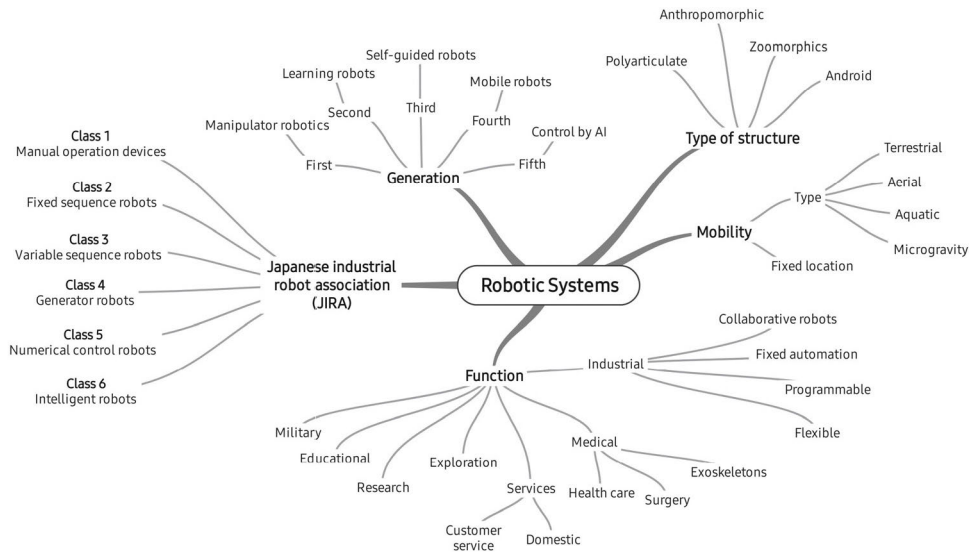 Anthropomorphic
Zoomorphics
Polyarticulate
Android
Type of structure
Self-guided robots
Learning robots
Mobile robots
Third
Second
Fourth
Manipulator robotics
Control by AI
First
Fifth
Generation
Terrestrial
Type
Aerial
Aquatic
Microgravity
Mobility
Fixed location
Class 1
Manual operation devices
Class 2
Fixed sequence robots
Class 3
Variable sequence robots
Class 4
Generator robots
Class 5
Numerical control robots
Class 6
Intelligent robots
Japanese industrial
robot association
(JIRA)
Robotic Systems
Function
Industrial
Collaborative robots
Fixed automation
Programmable
Flexible
Military
Educational
Research
Exploration
Services
Customer
service
Domestic
Medical
Health care
Surgery
Exoskeletons